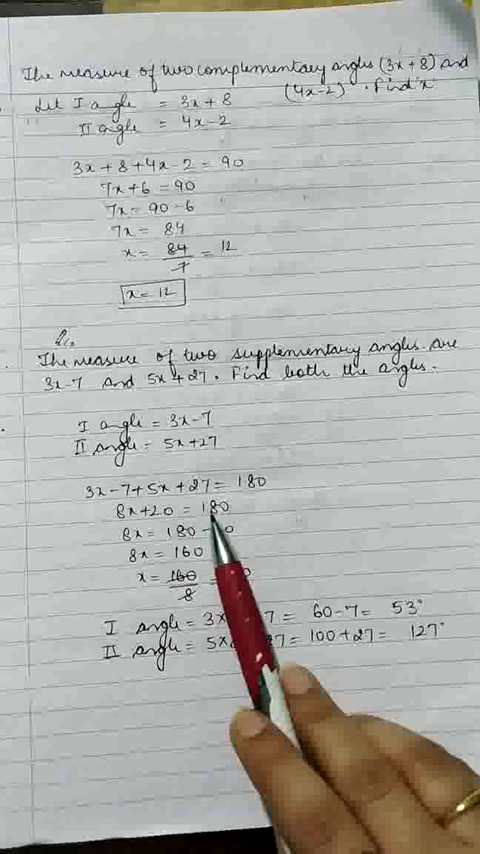 The measure of two complementary angles (3x+8) and
(4x-2). Find x
Let I angle = 3x+8
II angle = 4x-2
3x+8+4x-2 = 90
7x+6 = 90
7x = 90-6
7x = 84
x = 84/7 = 12
x = 12
The measure of two supplementary angles are
3x-7 and 5x+27. Find both the angles.
I angle = 3x-7
II angle = 5x+27
3x-7+5x+27 = 180
8x+20 = 180
8x = 180
8x = 160
x = 160/8
I angle = 3x 7 = 60-7 = 53°
II angle = 5x 27 = 100+27 = 127°